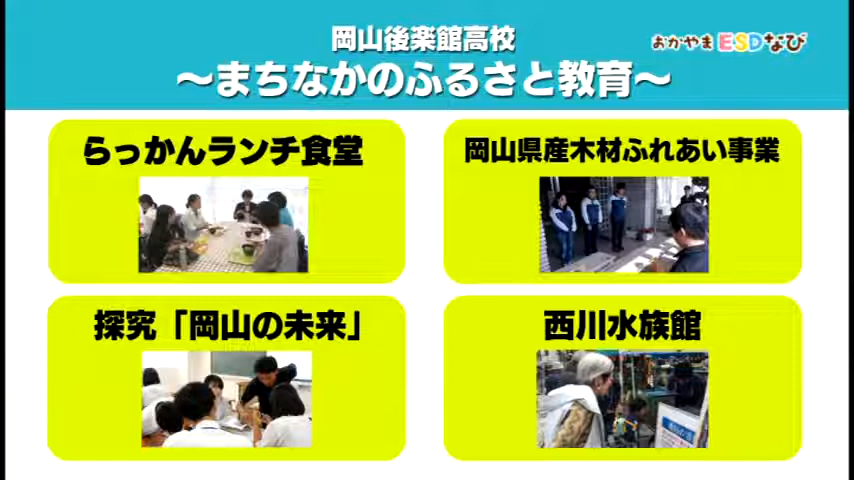 岡山後楽館高校
おかやまESDなび
～まちなかのふるさと教育～
らっかんランチ食堂
岡山県産木材ふれあい事業
探究「岡山の未来」
西川水族館